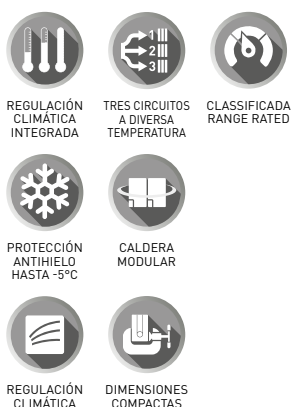 1
2
3
REGULACIÓN
CLIMÁTICA
INTEGRADA
TRES CIRCUITOS
A DIVERSA
TEMPERATURA
CLASSIFICADA
RANGE RATED
PROTECCIÓN
ANTIHIELO
HASTA -5°C
CALDERA
MODULAR
REGULACIÓN
CLIMÁTICA
DIMENSIONES
COMPACTAS